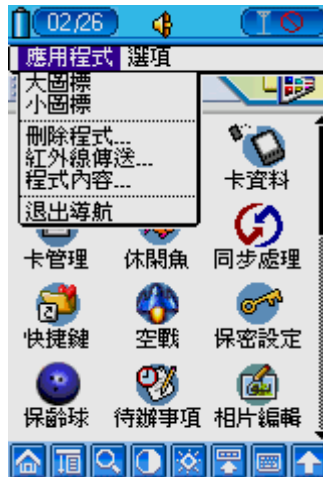 02/26
應用程式 選項
大圖標
小圖標
刪除程式...
紅外線傳送...
程式內容...
退出導航
卡資料
卡管理 休閒魚 同步處理
快捷鍵 空戰 保密設定
保齡球 待辦事項 相片編輯